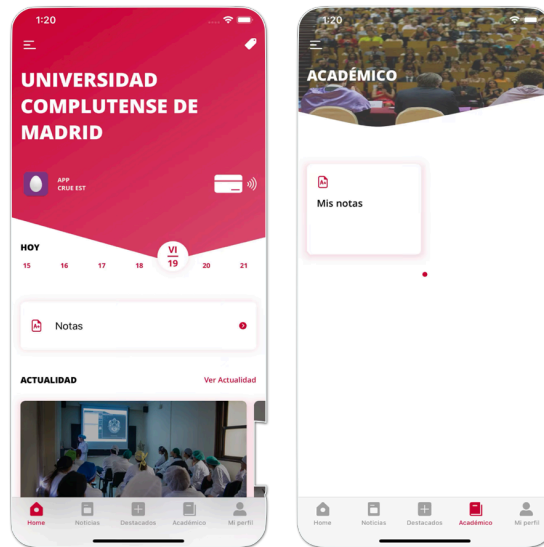 1:20
UNIVERSIDAD
COMPLUTENSE DE
MADRID
APP
CRUE EST
HOY
15 16 17 18 VI 19 20 21
A+ Notas
ACTUALIDAD Ver Actualidad
Home Noticias Destacados Académico Mi perfil
1:20
ACADÉMICO
A+
Mis notas
Home Noticias Destacados Académico Mi perfil